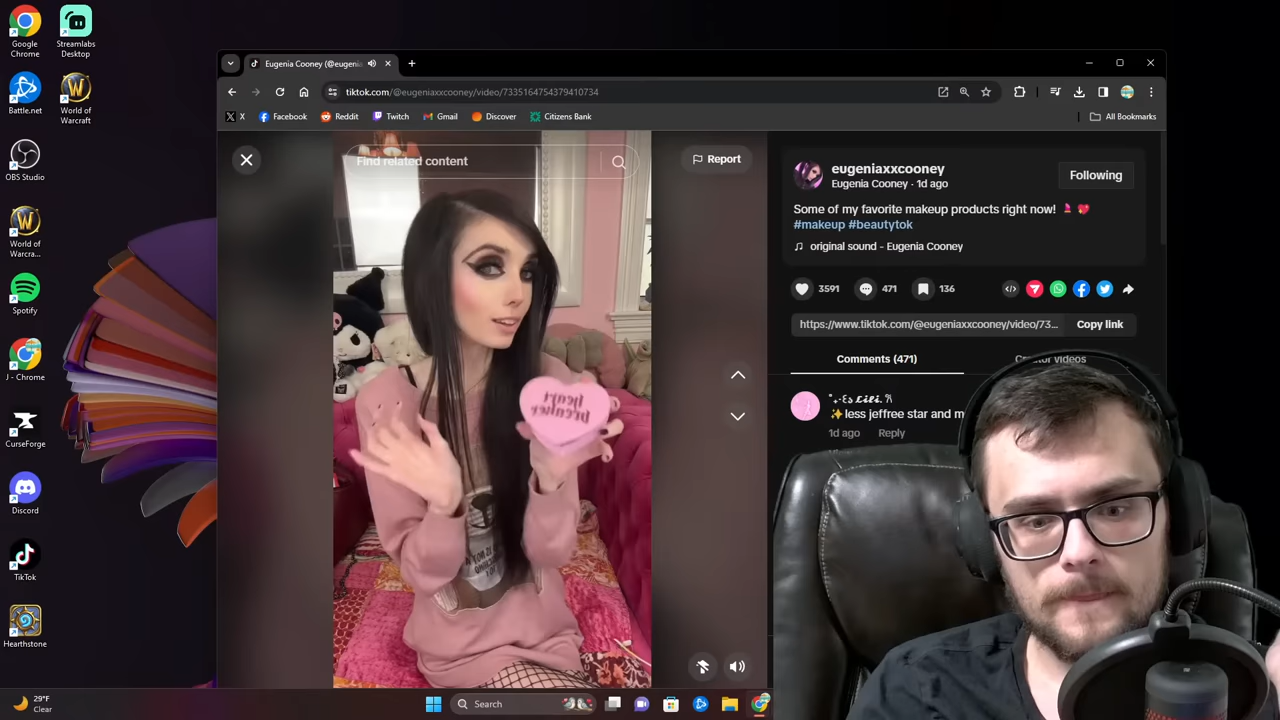 Google
Chrome
Streamlabs
Desktop
Battle.net
World of
Warcraft
OBS Studio
World of
Warcra...
Spotify
J - Chrome
CurseForge
Discord
TikTok
Hearthstone
Eugenia Cooney (@eugenia
tiktok.com/@eugeniaxxcooney/video/7335164754379410734
X
Facebook
Reddit
Twitch
Gmail
Discover
Citizens Bank
All Bookmarks
Find related content
Report
heart
breaker
eugeniaxxcooney
Eugenia Cooney · 1d ago
Following
Some of my favorite makeup products right now!
#makeup #beautytok
original sound - Eugenia Cooney
3591
471
136
https://www.tiktok.com/@eugeniaxxcooney/video/73...
Copy link
Comments (471)
Creator videos
less jeffree star and m
1d ago
Reply
29°F
Clear
Search